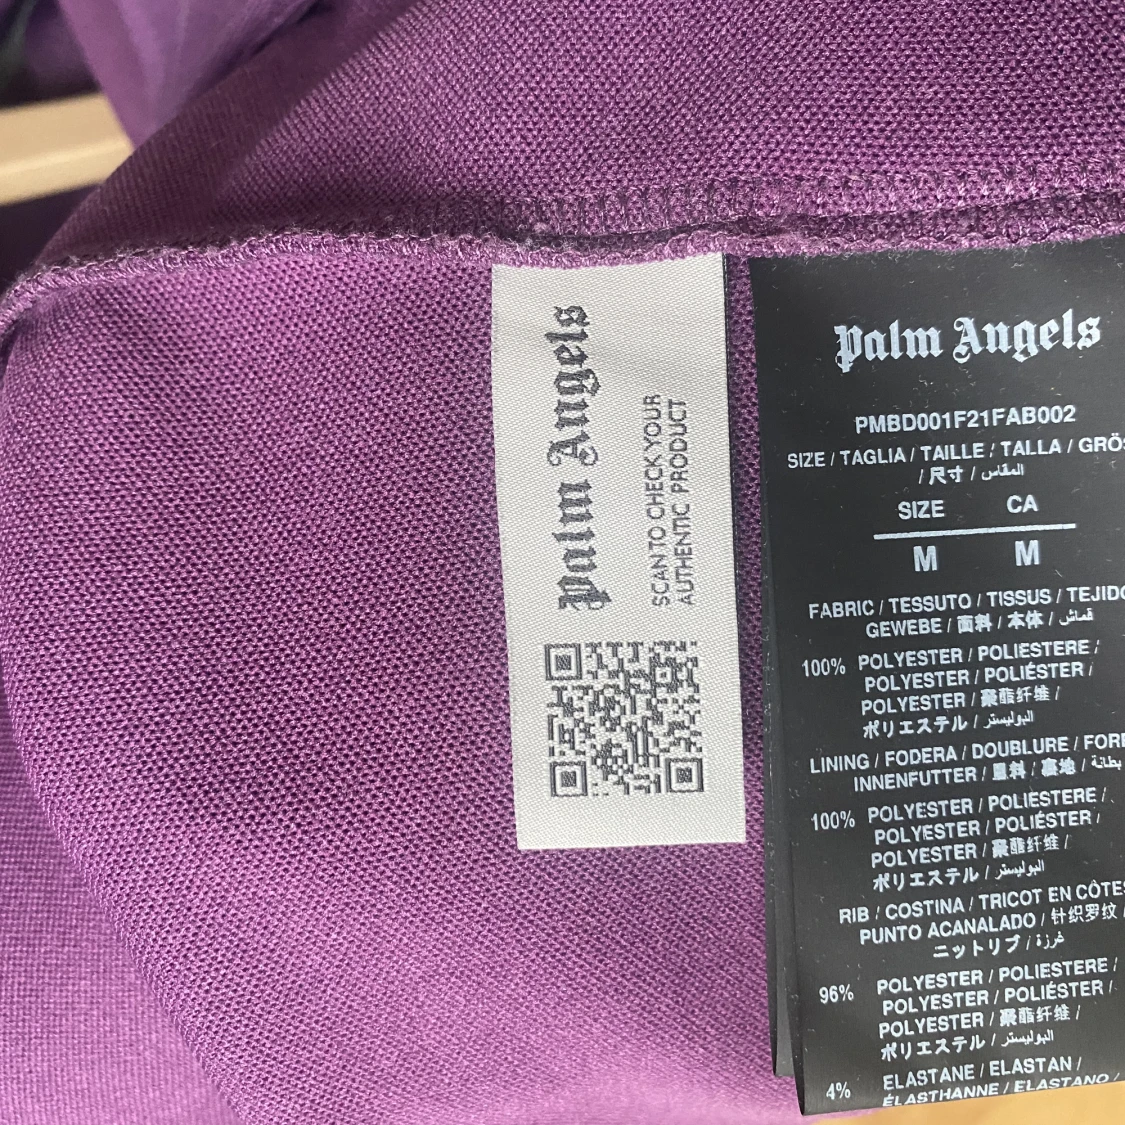 Palm Angels
SCAN TO CHECK YOUR
AUTHENTIC PRODUCT
Palm Angels
PMBD001F21FAB002
SIZE / TAGLIA / TAILLE / TALLA / GRÖ
/ 尺寸 / المقاس
SIZE CA
M M
FABRIC / TESSUTO / TISSUS / TEJIDO
GEWEBE / 面料 / 本体 / قماش
100% POLYESTER / POLIESTERE /
POLYESTER / POLIÉSTER /
POLYESTER / 聚酯纤维 /
ポリエステル / البوليستر
LINING / FODERA / DOUBLURE / FOR
INNENFUTTER / 里料 / 裏地 / بطانة /
100% POLYESTER / POLIESTERE /
POLYESTER / POLIÉSTER /
POLYESTER / 聚酯纤维 /
ポリエステル / البوليستر
RIB / COSTINA / TRICOT EN CÔTES
PUNTO ACANALADO / 针织罗纹 /
ニットリブ / غرزة
96% POLYESTER / POLIESTERE /
POLYESTER / POLIÉSTER /
POLYESTER / 聚酯纤维 /
ポリエステル / البوليستر
4% ELASTANE / ELASTAN /
ÉLASTHANNE / ELASTANO /